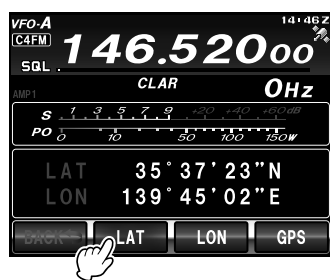 VFO-A 14:46Z
C4FM 146.52000
SQL
AMP1 CLAR 0Hz
S 1 3 5 7 9 +20 +40 +60dB
PO 0 10 50 100 150W
LAT 35°37'23"N
LON 139°45'02"E
BACK LAT LON GPS